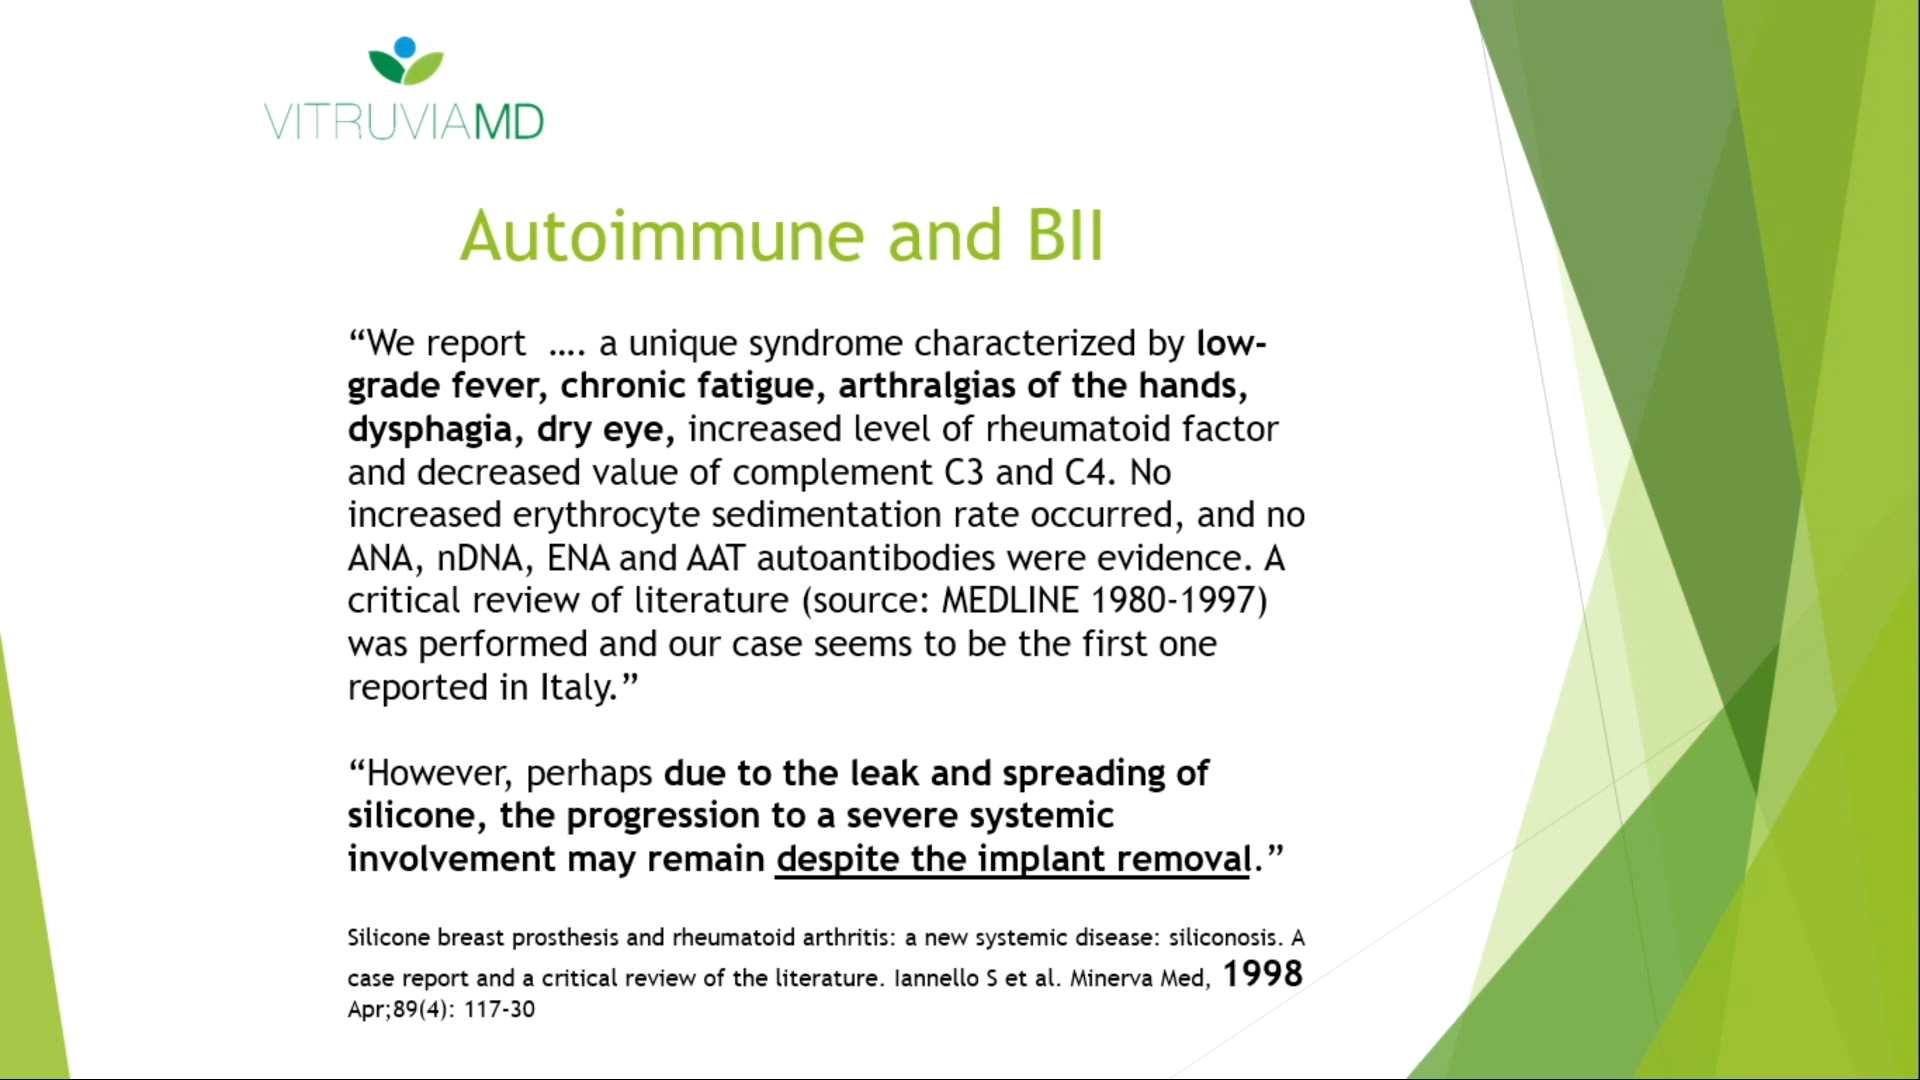 VITRUVIAMD
Autoimmune and BII
“We report  .... a unique syndrome characterized by low-
grade fever, chronic fatigue, arthralgias of the hands,
dysphagia, dry eye, increased level of rheumatoid factor
and decreased value of complement C3 and C4. No
increased erythrocyte sedimentation rate occurred, and no
ANA, nDNA, ENA and AAT autoantibodies were evidence. A
critical review of literature (source: MEDLINE 1980-1997)
was performed and our case seems to be the first one
reported in Italy.”
“However, perhaps due to the leak and spreading of
silicone, the progression to a severe systemic
involvement may remain despite the implant removal.”
Silicone breast prosthesis and rheumatoid arthritis: a new systemic disease: siliconosis. A
case report and a critical review of the literature. Iannello S et al. Minerva Med, 1998
Apr;89(4): 117-30